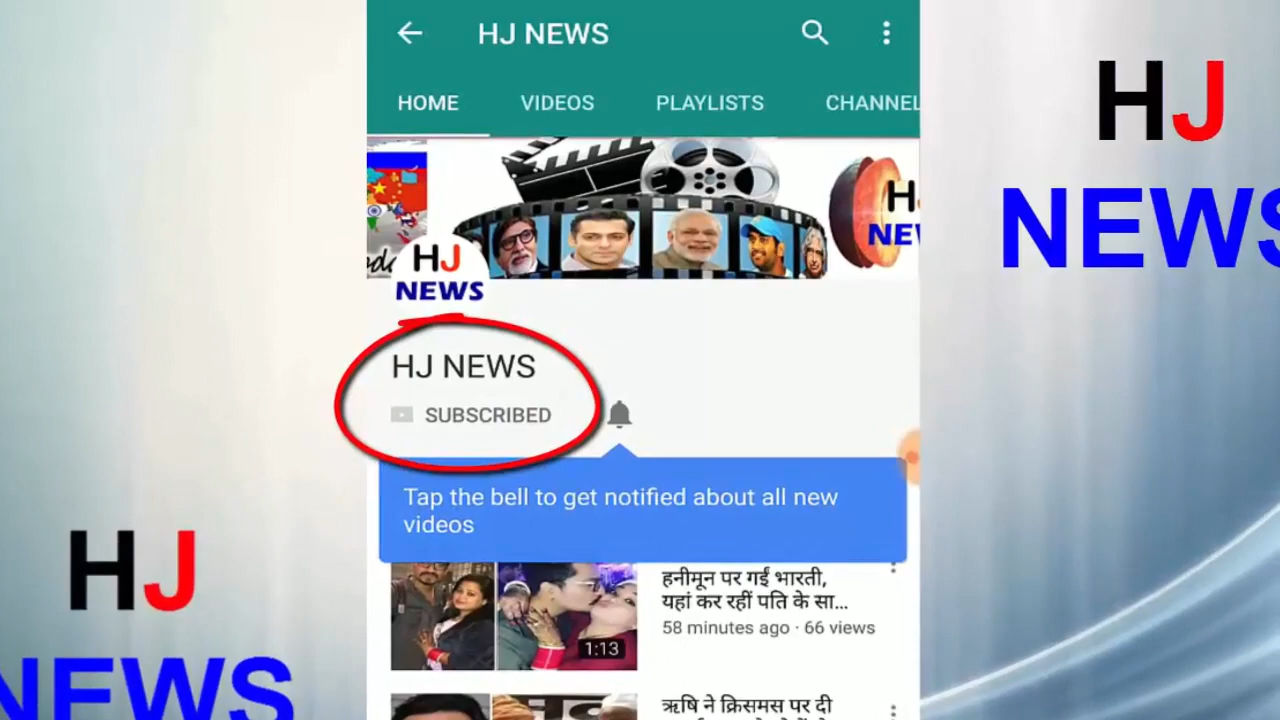 HJ NEWS
HOME VIDEOS PLAYLISTS CHANNEL
HJ
NEWS
HJ
NEWS
HJ NEWS
SUBSCRIBED
Tap the bell to get notified about all new
videos
हनीमून पर गईं भारती,
यहां कर रहीं पति के सा...
58 minutes ago · 66 views
1:13
ऋषि ने क्रिसमस पर दी
HJ
NEWS